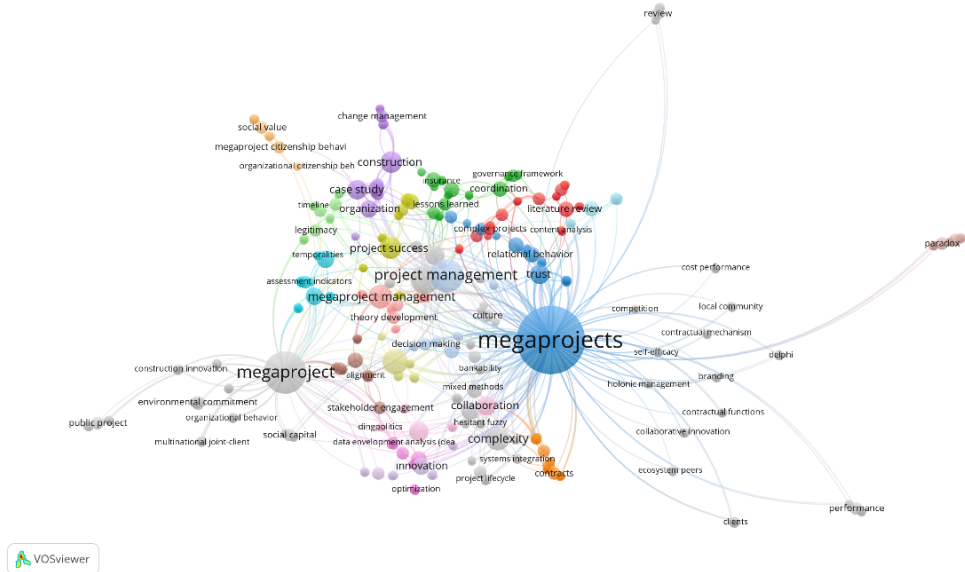 review
change management
social value
megaproject citizenship behavi
construction
organizational citizenship beh
governance framework
insurance
case study
coordination
timeline
organization
lessons learned
literature review
legitimacy
complex projects
content analysis
paradox
project success
relational behavior
temporalities
project management
trust
cost performance
assessment indicators
megaproject management
competition
local community
theory development
culture
contractual mechanism
megaprojects
decision making
self-efficacy
delphi
construction innovation
megaproject
alignment
bankability
branding
mixed methods
holonic management
environmental commitment
stakeholder engagement
collaboration
contractual functions
public project
organizational behavior
dingpolitics
hesitant fuzzy
collaborative innovation
multinational joint-client
social capital
data envelopment analysis (dea
complexity
systems integration
innovation
contracts
ecosystem peers
project lifecycle
optimization
performance
clients
VOSviewer